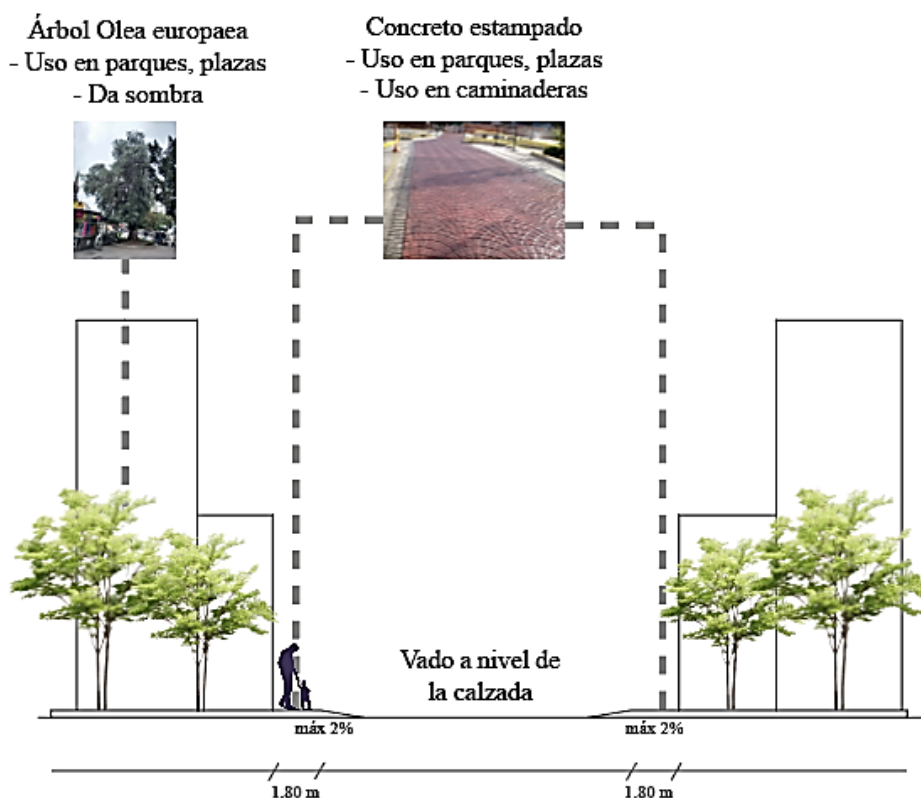 Árbol Olea europaea
- Uso en parques, plazas
- Da sombra
Concreto estampado
- Uso en parques, plazas
- Uso en caminaderas
Vado a nivel de
la calzada
máx 2%
máx 2%
1.80 m
1.80 m